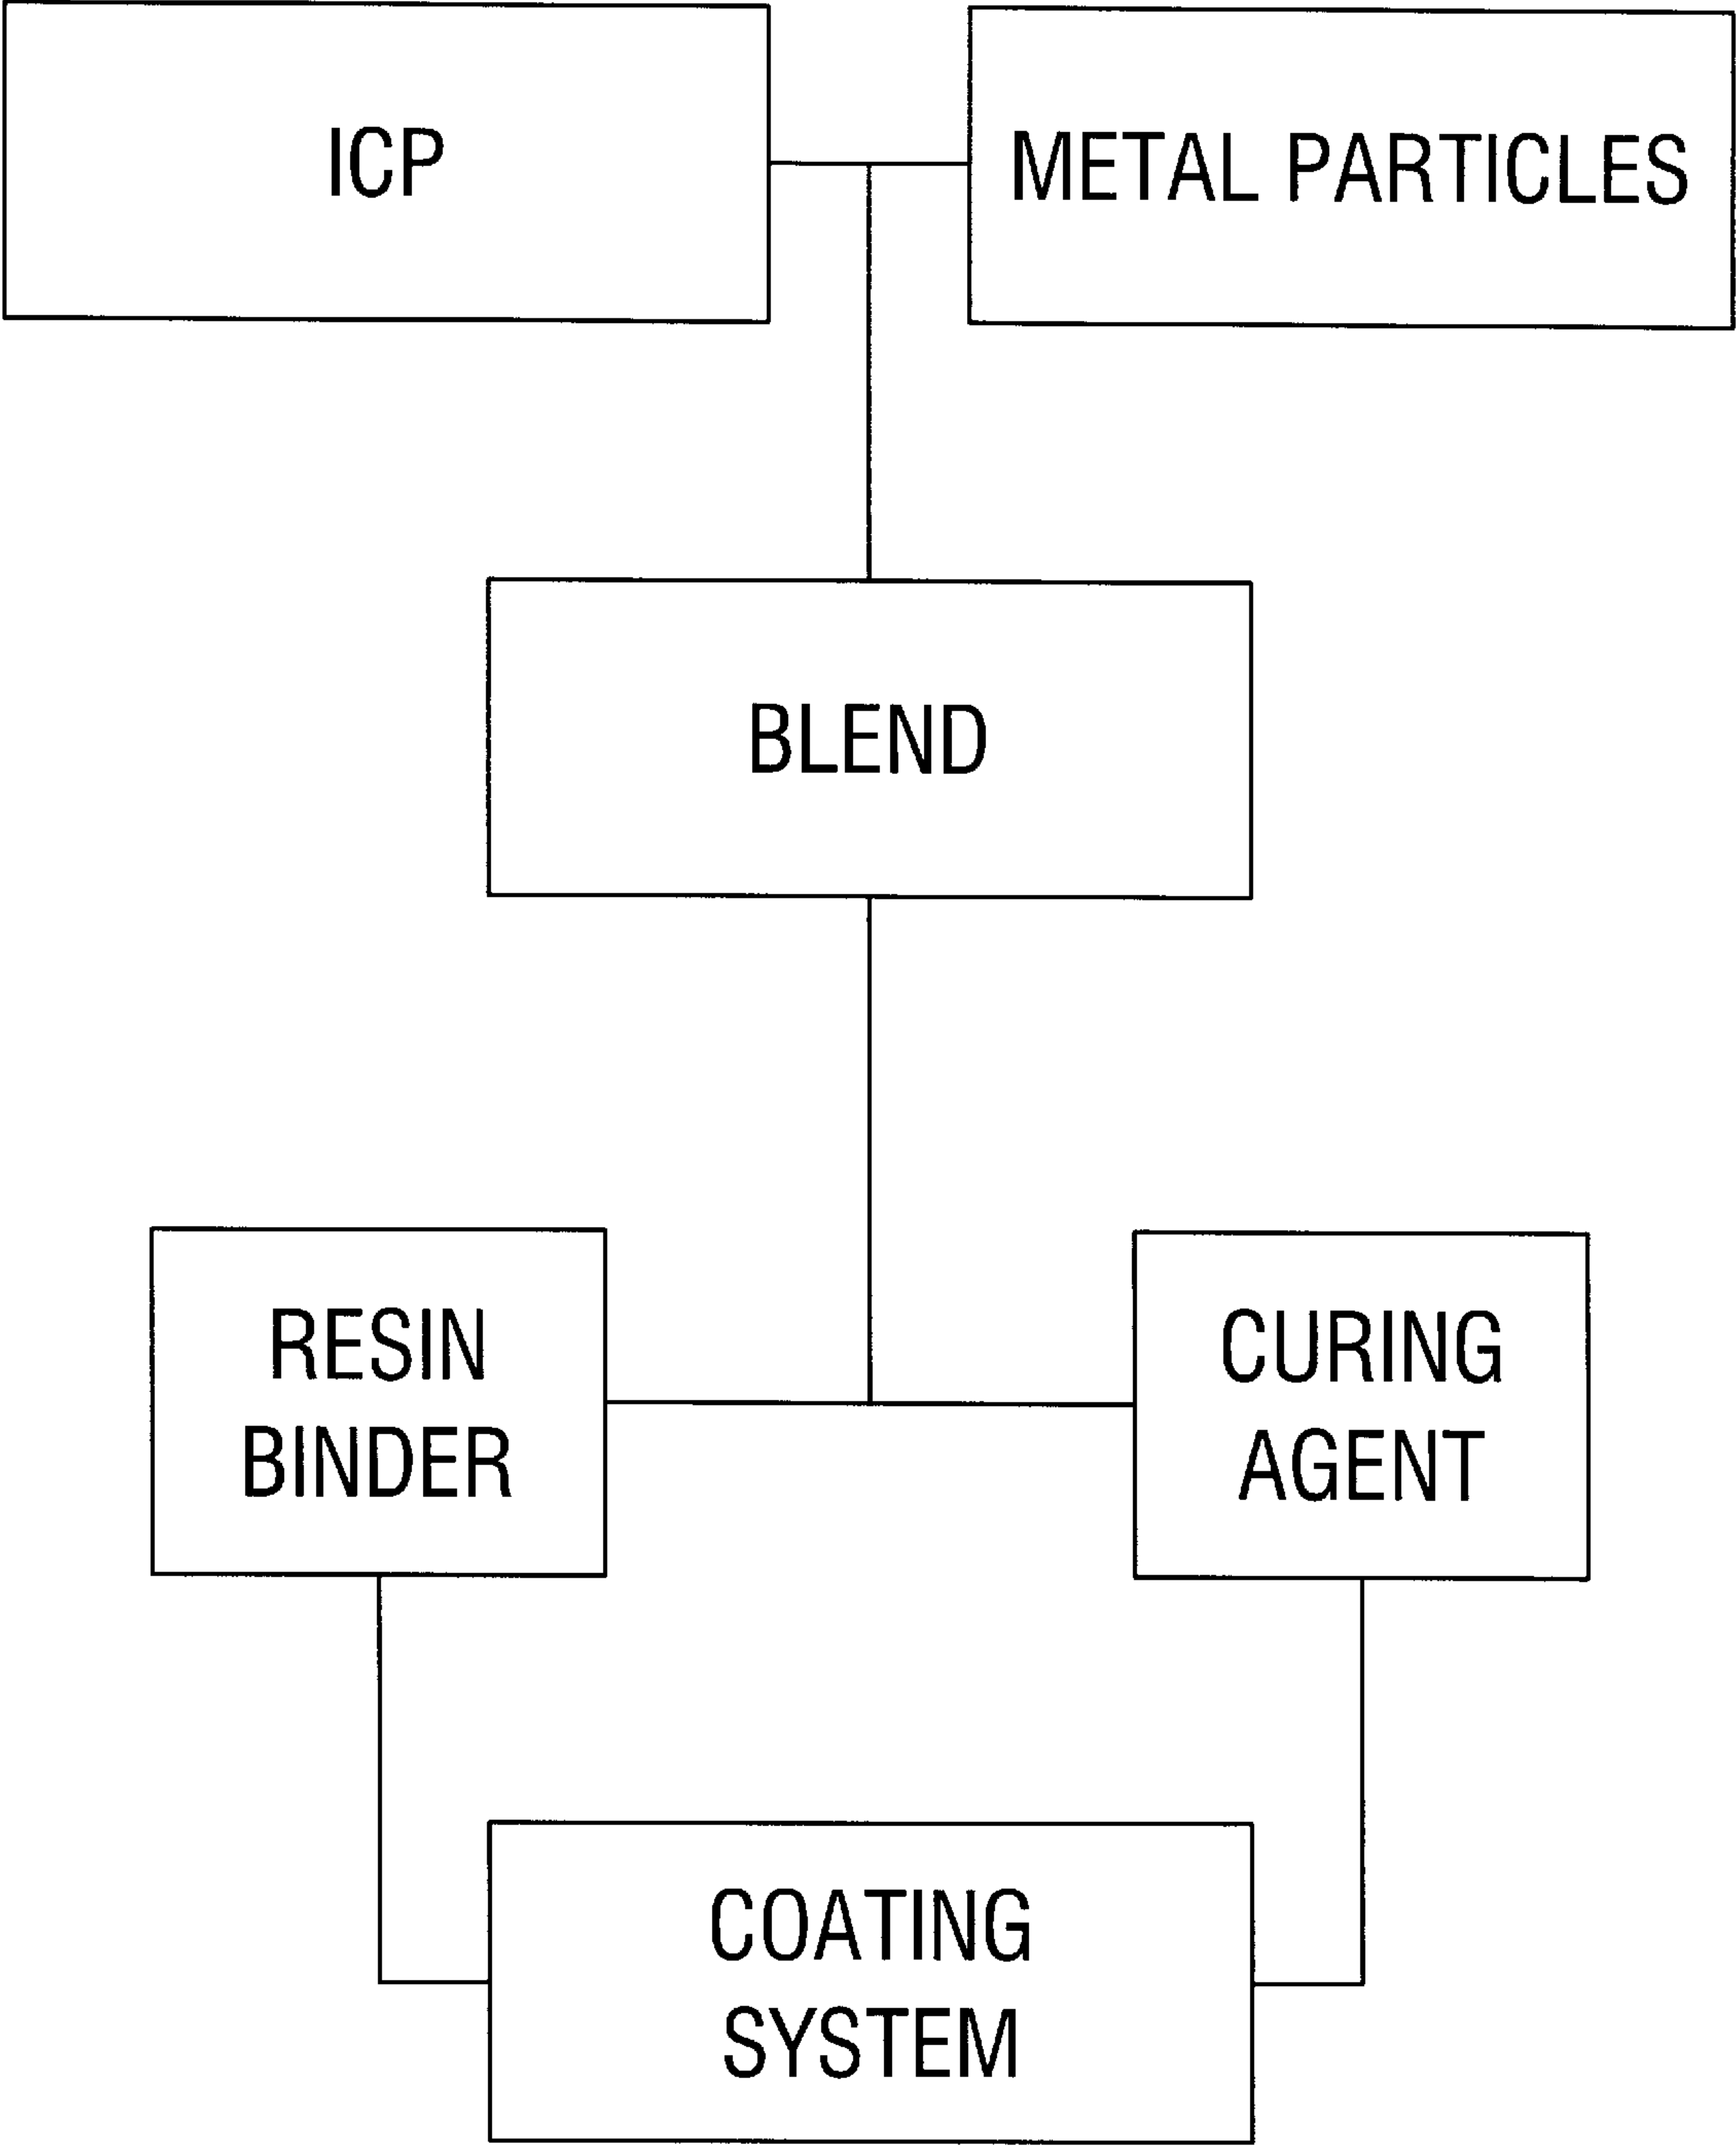 ICP
METAL PARTICLES
BLEND
RESIN
BINDER
CURING
AGENT
COATING
SYSTEM